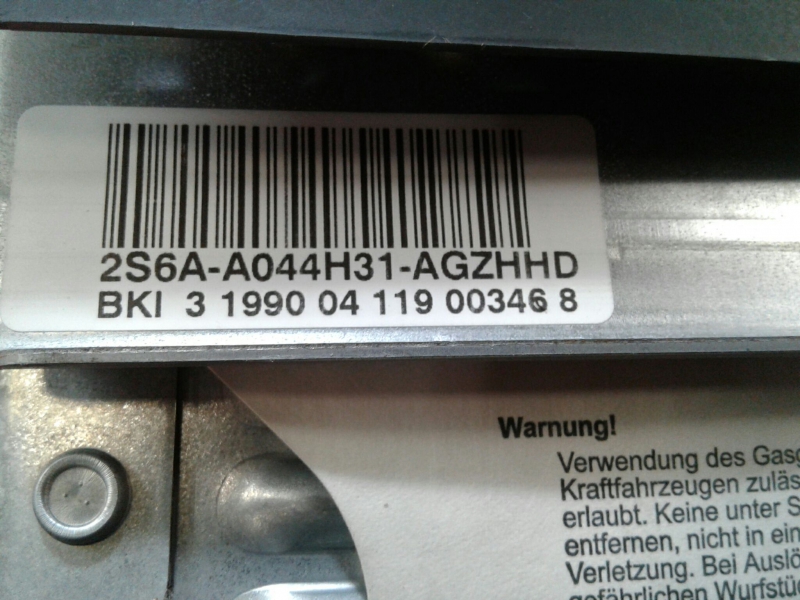 2S6A-A044H31-AGZHHD
BKI 3 1990 04 119 00346 8
Warnung!
Verwendung des
Kraftfahrzeugen
erlaubt. Keine unter
entfernen, nicht in
Verletzung. Bei
gefährlichen